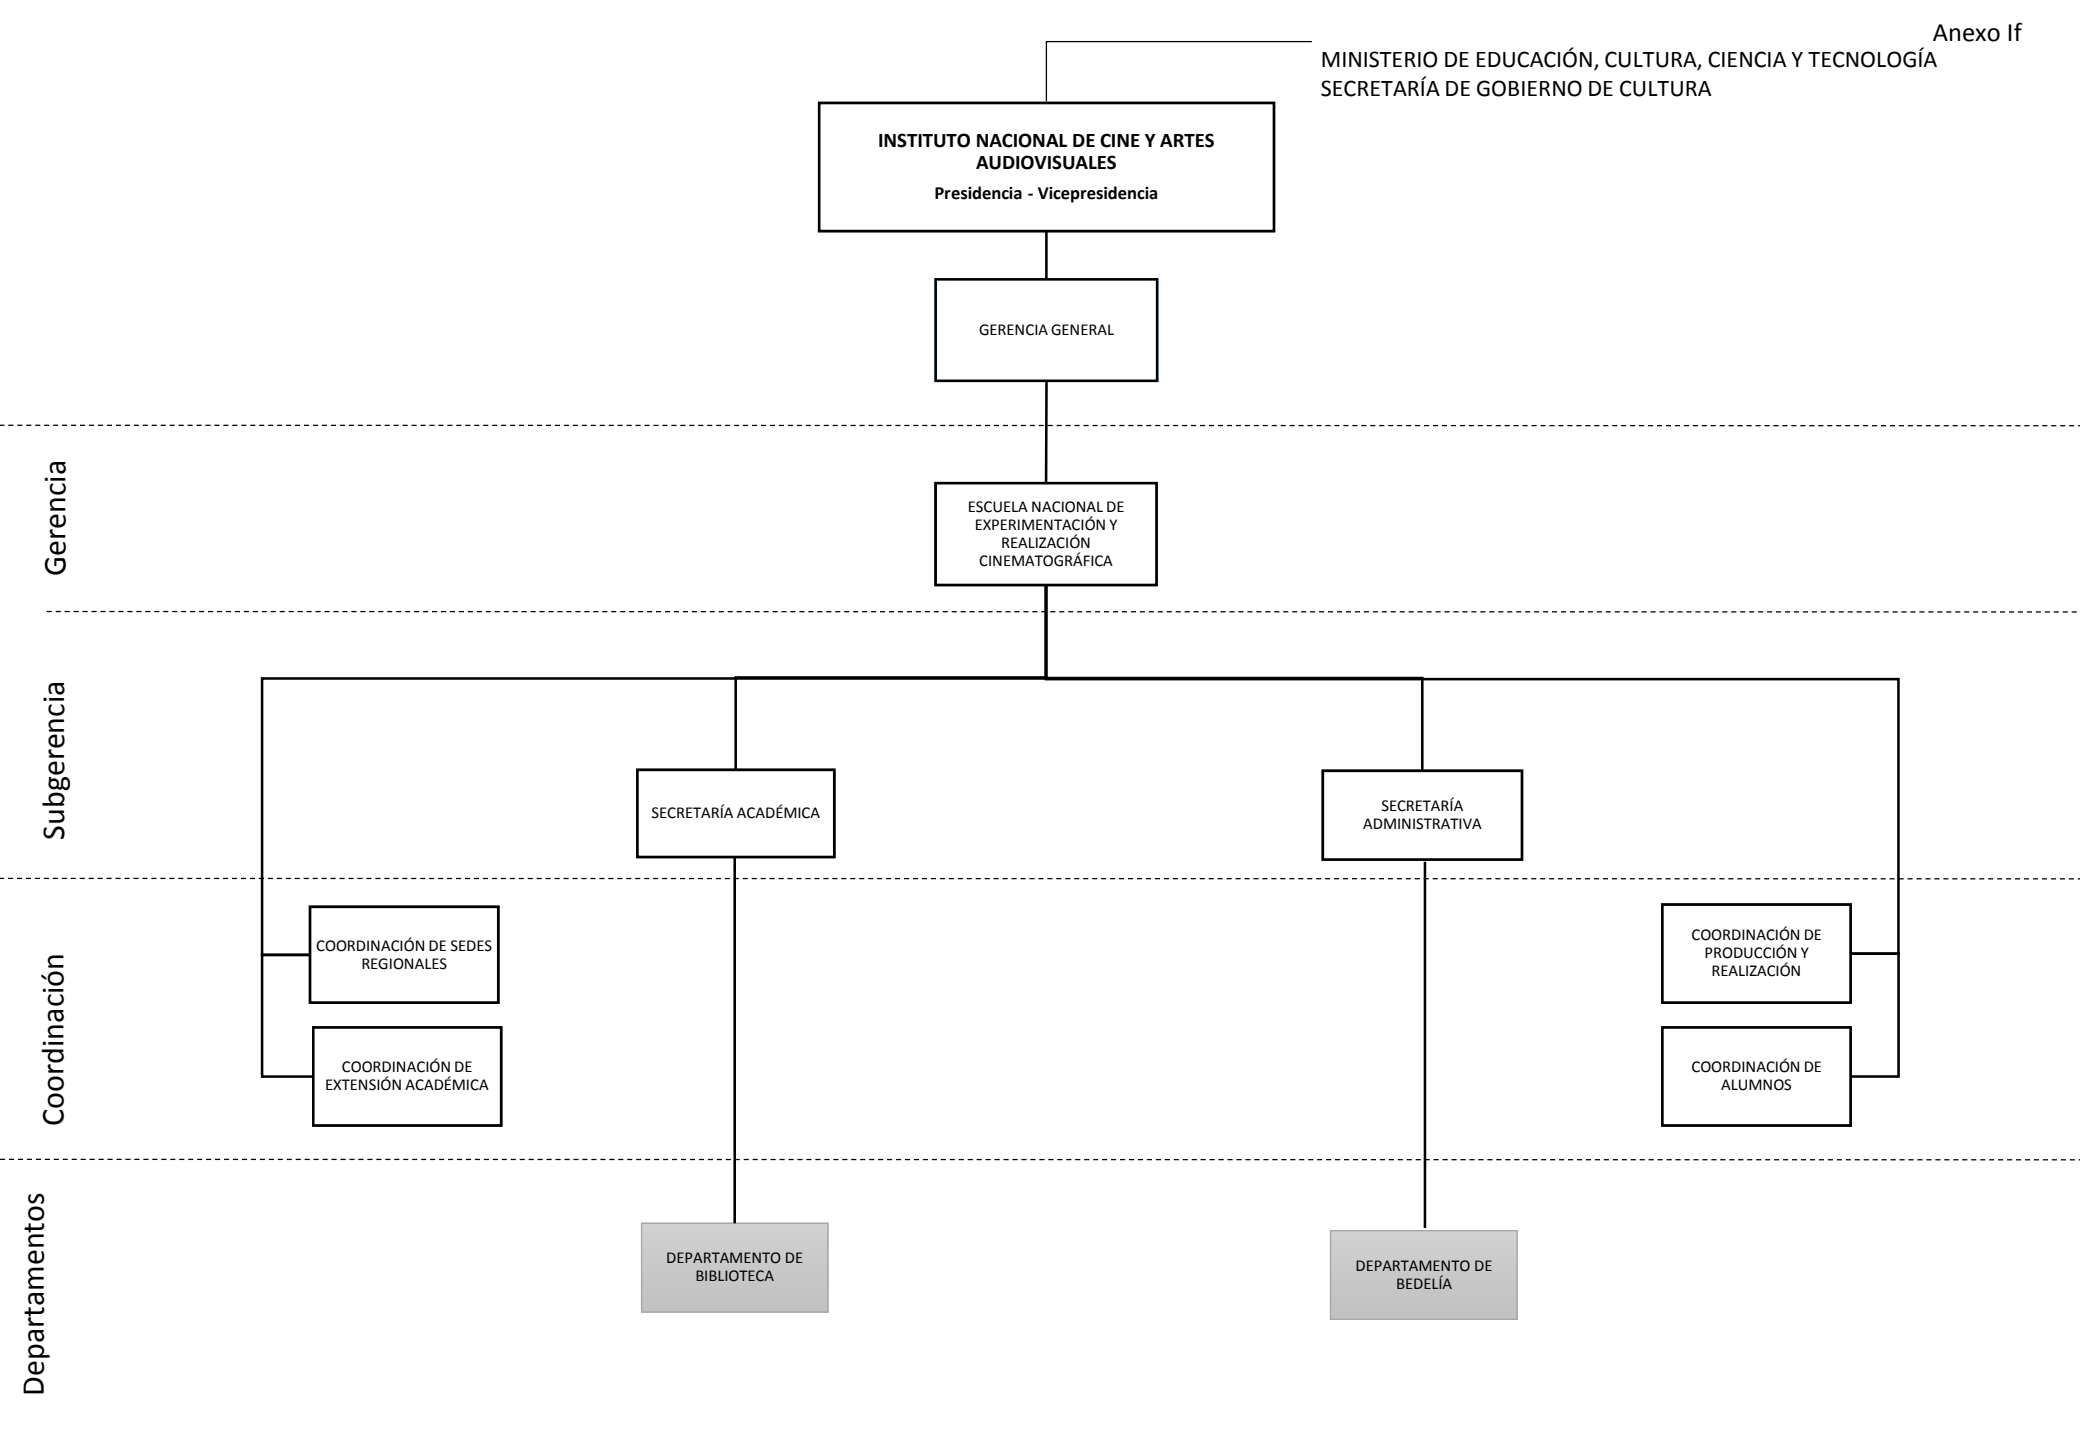 Anexo If
MINISTERIO DE EDUCACIÓN, CULTURA, CIENCIA Y TECNOLOGÍA
SECRETARÍA DE GOBIERNO DE CULTURA
INSTITUTO NACIONAL DE CINE Y ARTES
AUDIOVISUALES
Presidencia - Vicepresidencia
GERENCIA GENERAL
Gerencia
ESCUELA NACIONAL DE
EXPERIMENTACIÓN Y
REALIZACIÓN
CINEMATOGRÁFICA
Subgerencia
SECRETARÍA ACADÉMICA
SECRETARÍA
ADMINISTRATIVA
Coordinación
COORDINACIÓN DE SEDES
REGIONALES
COORDINACIÓN DE
PRODUCCIÓN Y
REALIZACIÓN
COORDINACIÓN DE
EXTENSIÓN ACADÉMICA
COORDINACIÓN DE
ALUMNOS
Departamentos
DEPARTAMENTO DE
BIBLIOTECA
DEPARTAMENTO DE
BEDELÍA